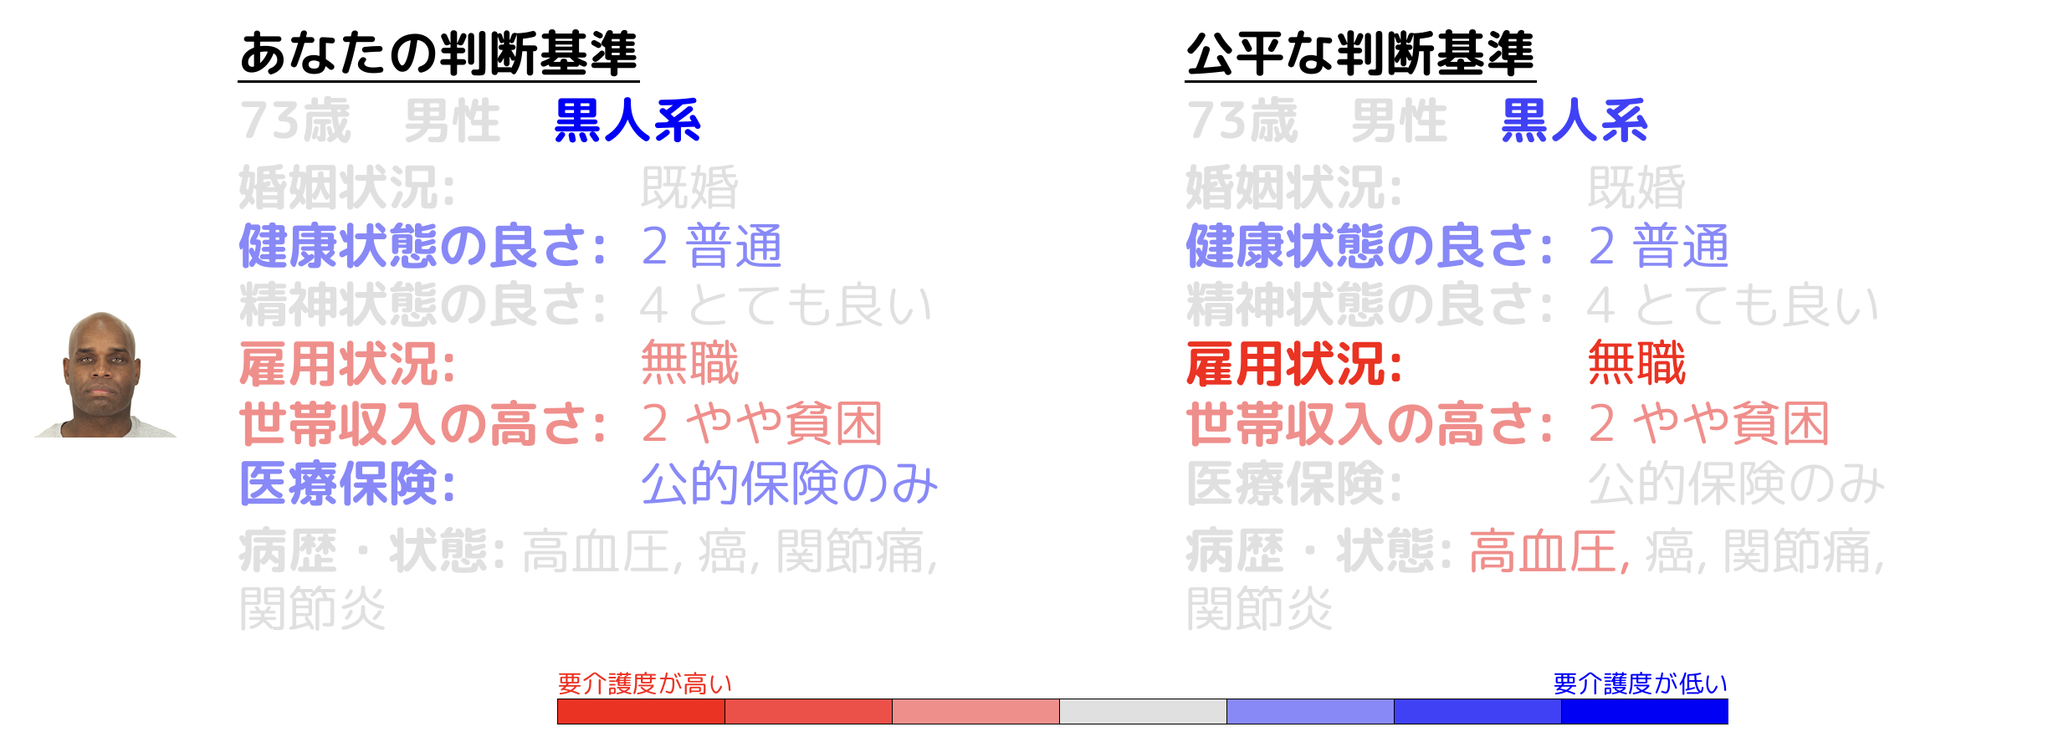 あなたの判断基準
73歳　男性　黒人系
婚姻状況: 既婚
健康状態の良さ: 2 普通
精神状態の良さ: 4 とても良い
雇用状況: 無職
世帯収入の高さ: 2 やや貧困
医療保険: 公的保険のみ
病歴・状態: 高血圧, 癌, 関節痛,
関節炎
公平な判断基準
73歳　男性　黒人系
婚姻状況: 既婚
健康状態の良さ: 2 普通
精神状態の良さ: 4 とても良い
雇用状況: 無職
世帯収入の高さ: 2 やや貧困
医療保険: 公的保険のみ
病歴・状態: 高血圧, 癌, 関節痛,
関節炎
要介護度が高い
要介護度が低い